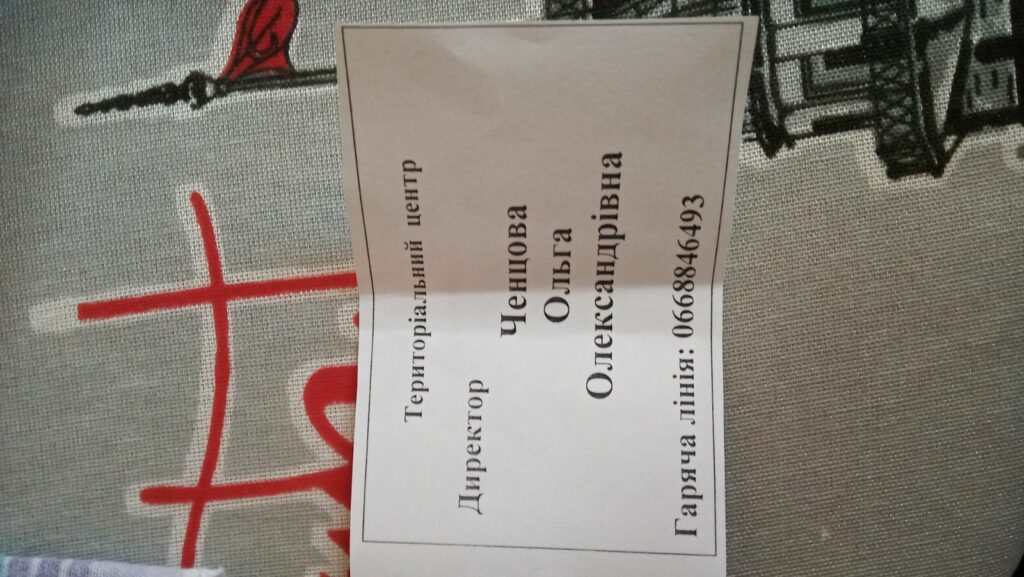 Територіальний центр
Директор
Ченцова
Ольга
Олександрівна
Гаряча лінія: 0668846493